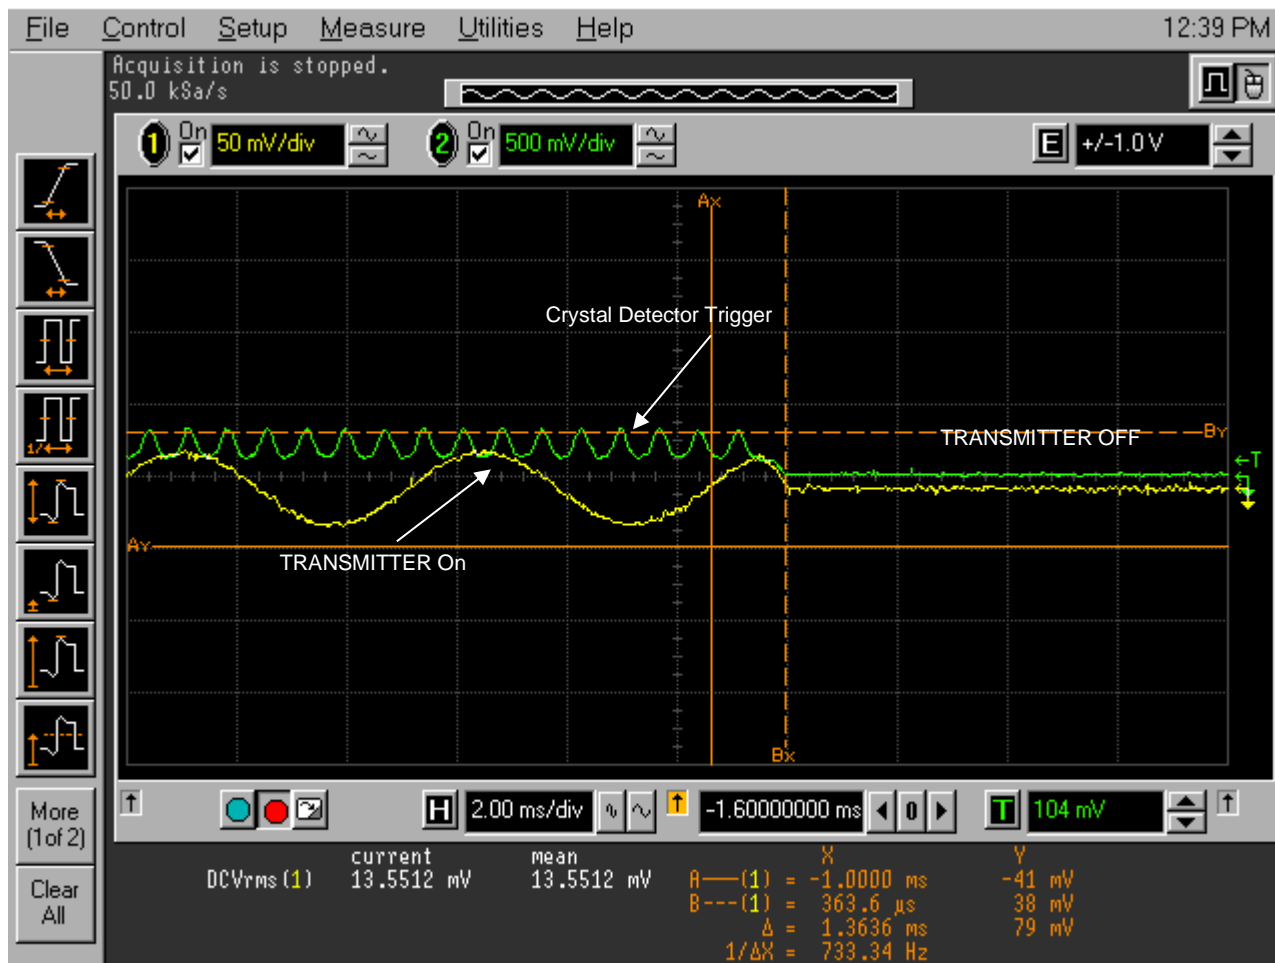 File Control Setup Measure Utilities Help 12:39 PM
Acquisition is stopped.
50.0 kSa/s
1 On 50 mV/div 2 On 500 mV/div E +/-1.0 V
Ax
Crystal Detector Trigger
TRANSMITTER OFF
By
T
Ay
TRANSMITTER On
Bx
1/
More
(1of 2)
Clear
All
H 2.00 ms/div -1.60000000 ms 0 T 104 mV
current mean X Y
DCVrms(1) 13.5512 mV 13.5512 mV A——(1) = -1.0000 ms -41 mV
B---(1) = 363.6 µs 38 mV
Δ = 1.3636 ms 79 mV
1/ΔX = 733.34 Hz